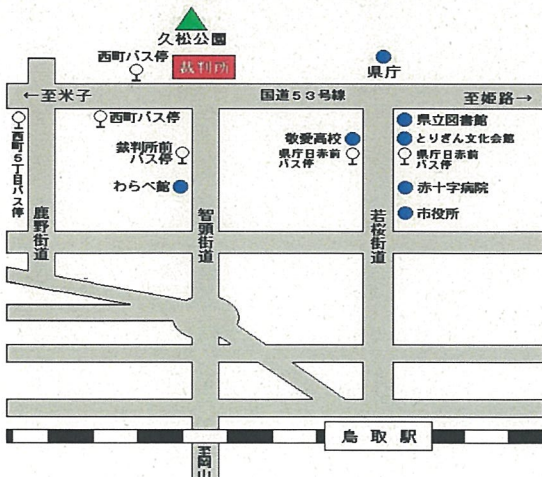 久松公園
西町バス停
裁判所
県庁
←至米子
国道53号線
至姫路→
西町バス停
県立図書館
敬愛高校
とりぎん文化会館
裁判所前
バス停
県庁日赤前
バス停
県庁日赤前
バス停
西町5丁目バス停
わらべ館
赤十字病院
市役所
鹿野街道
智頭街道
若桜街道
鳥取駅
至岡山